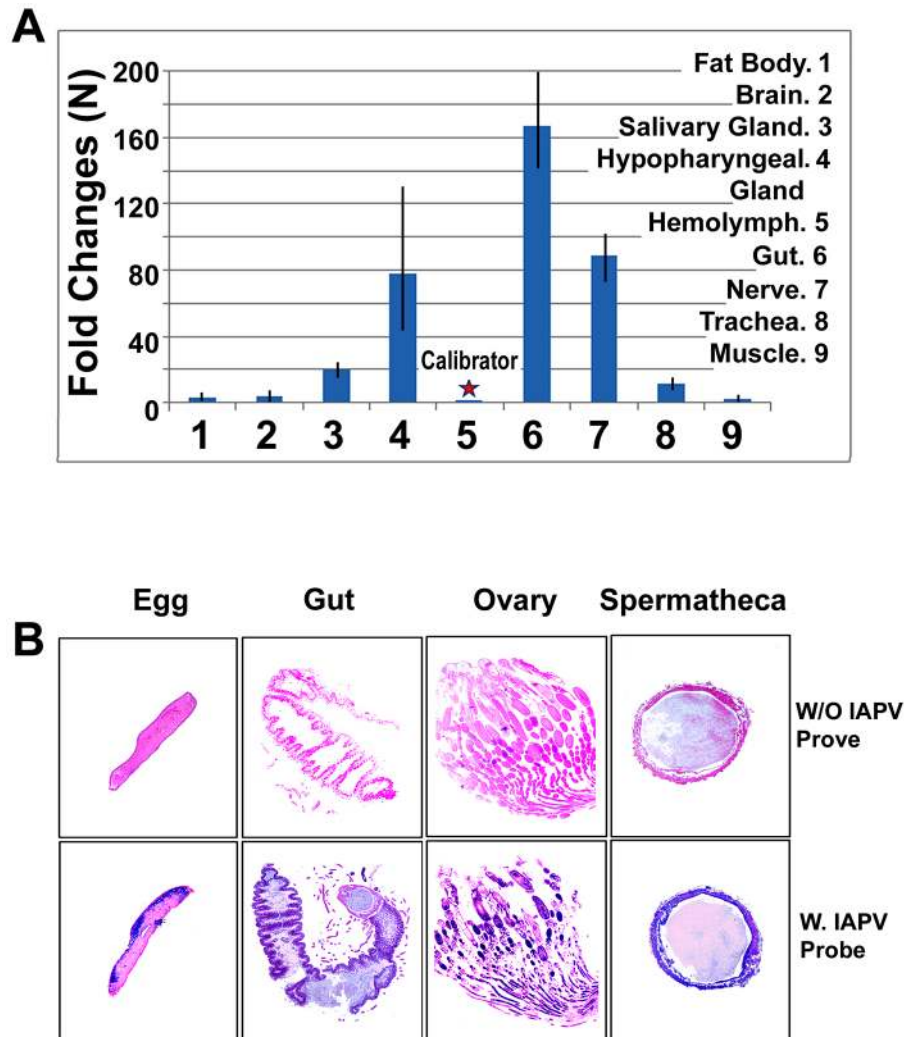 A
Fold Changes (N)
200
160
120
80
40
0
Fat Body. 1
Brain. 2
Salivary Gland. 3
Hypopharyngeal. 4
Gland
Hemolymph. 5
Gut. 6
Nerve. 7
Trachea. 8
Muscle. 9
Calibrator
1 2 3 4 5 6 7 8 9
Egg Gut Ovary Spermatheca
B
W/O IAPV
Prove
W. IAPV
Probe